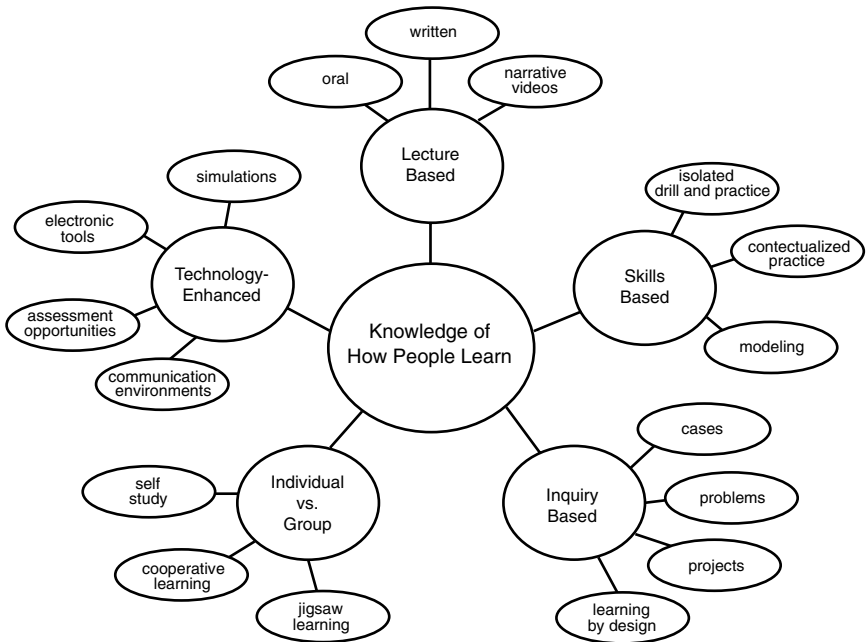 written
oral
narrative
videos
Lecture
Based
simulations
electronic
tools
Technology-
Enhanced
assessment
opportunities
communication
environments
isolated
drill and practice
contectualized
practice
Skills
Based
modeling
Knowledge of
How People Learn
self
study
Individual
vs.
Group
cooperative
learning
jigsaw
learning
cases
Inquiry
Based
problems
projects
learning
by design